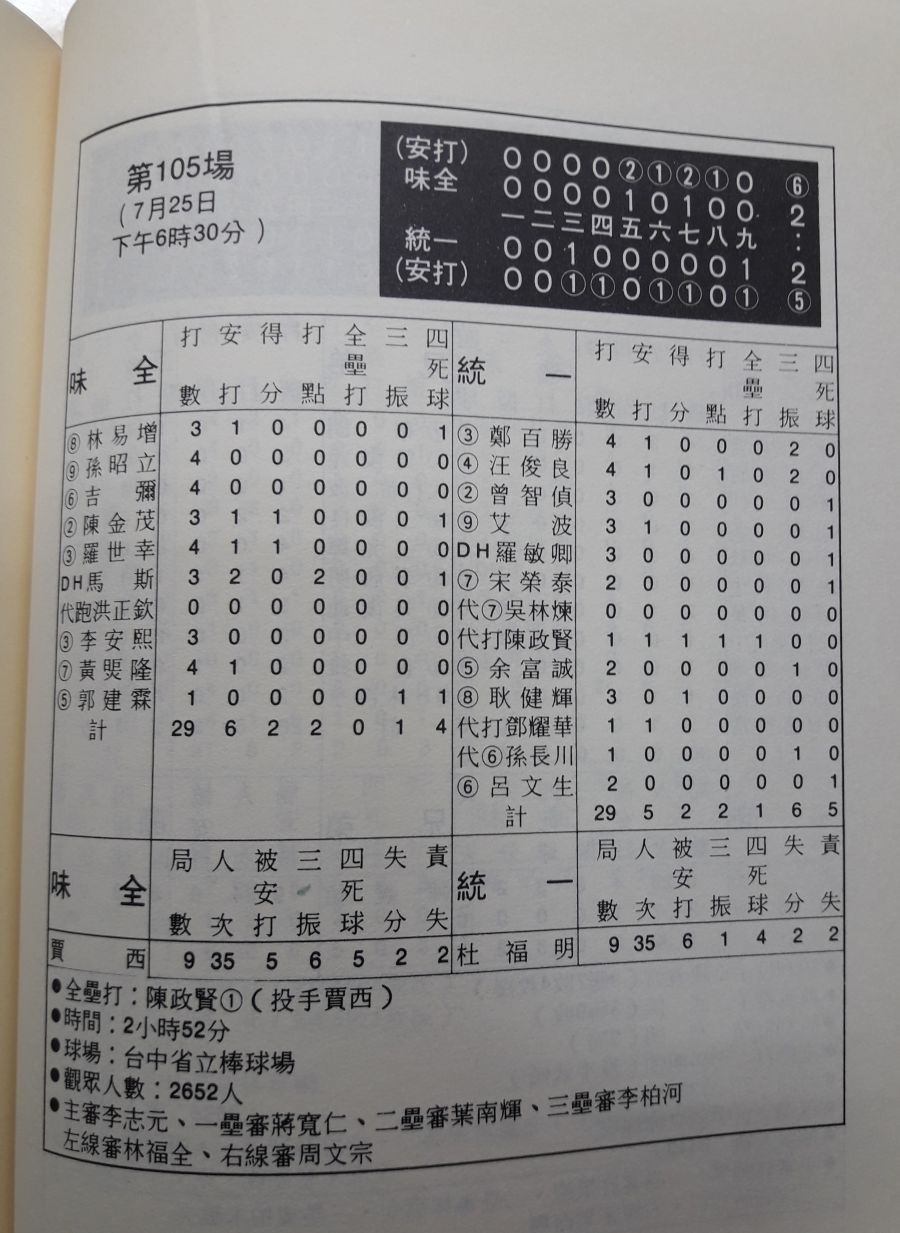 第105場
(7月25日
下午6時30分)
(安打) 0 0 0 0 ② ① ② ① 0 ⑥
味全 0 0 0 0 1 0 1 0 0 2
一 二 三 四 五 六 七 八 九 :
統一 0 0 1 0 0 0 0 0 1 2
(安打) 0 0 ① ① 0 ① ① 0 ① ⑤
味全 打數 安打 得分 打點 全壘打 三振 四死球
⑧林易增 3 1 0 0 0 0 1
⑨孫昭立 4 0 0 0 0 0 0
⑥吉彌 4 0 0 0 0 0 0
②陳金茂 3 1 1 0 0 0 1
③羅世幸 4 1 1 0 0 0 0
DH馬斯 3 2 0 2 0 0 1
代跑洪正欽 0 0 0 0 0 0 0
③李安熙 3 0 0 0 0 0 0
⑦黃煚隆 4 1 0 0 0 0 0
⑤郭建霖 1 0 0 0 0 1 1
計 29 6 2 2 0 1 4
統一 打數 安打 得分 打點 全壘打 三振 四死球
③鄭百勝 4 1 0 0 0 2 0
④汪俊良 4 1 0 1 0 2 0
②曾智偵 3 0 0 0 0 0 1
⑨艾波 3 1 0 0 0 0 1
DH羅敏卿 3 0 0 0 0 0 1
⑦宋榮泰 2 0 0 0 0 0 1
代⑦吳林煉 0 0 0 0 0 0 0
代打陳政賢 1 1 1 1 1 0 0
⑤余富誠 2 0 0 0 0 1 0
⑧耿健輝 3 0 1 0 0 0 0
代打鄧耀華 1 1 0 0 0 0 0
代⑥孫長川 1 0 0 0 0 1 0
⑥呂文生 2 0 0 0 0 0 1
計 29 5 2 2 1 6 5
味全 局數 人次 被安打 三振 四死球 失分 責失
賈西 9 35 5 6 5 2 2
統一 局數 人次 被安打 三振 四死球 失分 責失
杜福明 9 35 6 1 4 2 2
●全壘打：陳政賢①(投手賈西)
●時間：2小時52分
●球場：台中省立棒球場
●觀眾人數：2652人
●主審李志元、一壘審蔣寬仁、二壘審葉南輝、三壘審李柏河
左線審林福全、右線審周文宗